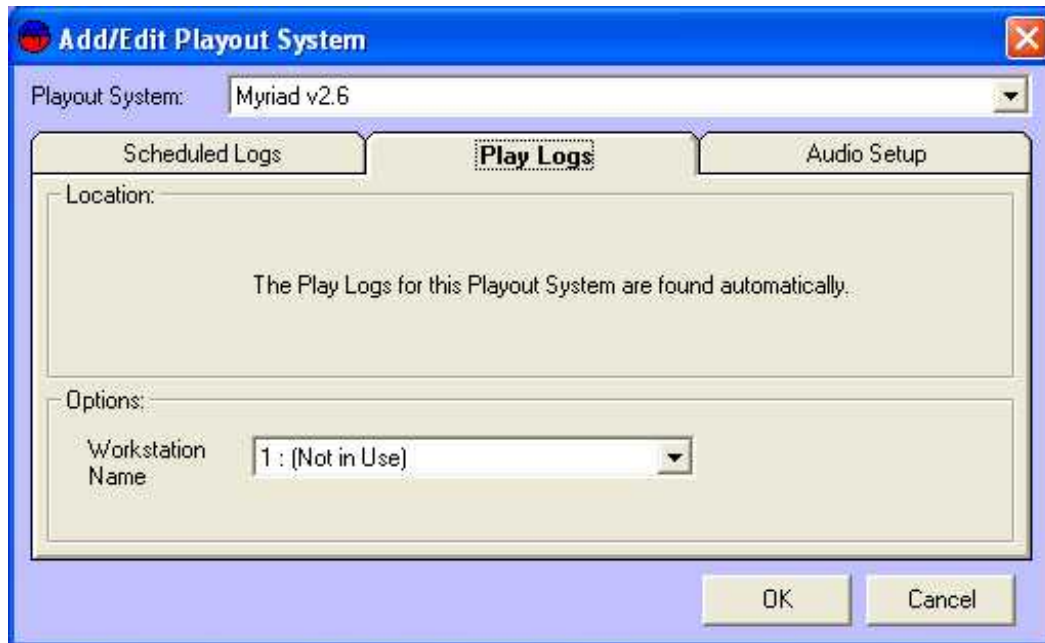 Add/Edit Playout System
Playout System: Myriad v2.6
Scheduled Logs Play Logs Audio Setup
Location:
The Play Logs for this Playout System are found automatically.
Options:
Workstation
Name
1 : (Not in Use)
OK Cancel